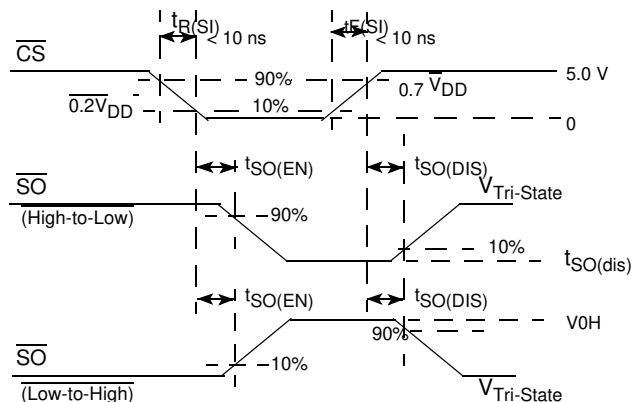 tR(SI) < 10 ns tF(SI) < 10 ns
CS 90% 0.7 VDD 5.0 V
0.2VDD 10% 0
tSO(EN) tSO(DIS)
SO VTri-State
(High-to-Low) 90% 10%
tSO(dis)
tSO(EN) tSO(DIS)
V0H
90%
SO 10%
(Low-to-High) VTri-State